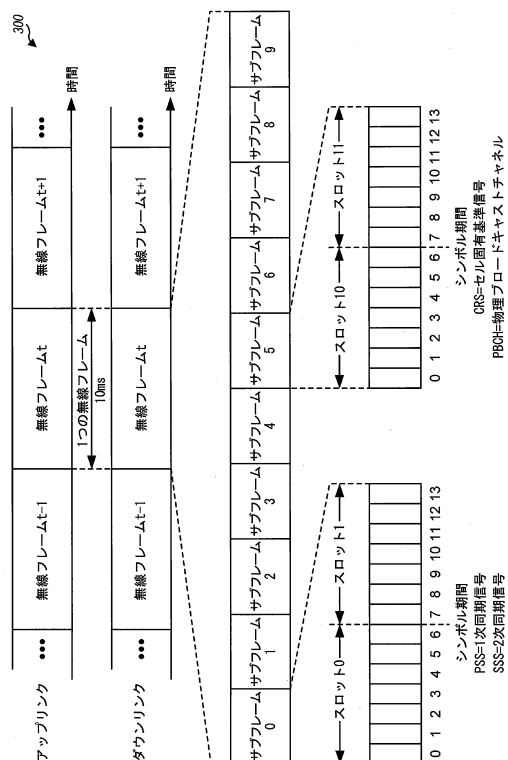 300
アップリンク
••• 無線フレームt-1 無線フレームt 無線フレームt+1 •••
時間
1つの無線フレーム
10ms
ダウンリンク
••• 無線フレームt-1 無線フレームt 無線フレームt+1 •••
時間
サブフレーム 0 サブフレーム 1 サブフレーム 2 サブフレーム 3 サブフレーム 4 サブフレーム 5 サブフレーム 6 サブフレーム 7 サブフレーム 8 サブフレーム 9
スロット0 スロット1
0 1 2 3 4 5 6 7 8 9 10 11 12 13
シンボル期間
PSS=1次同期信号
SSS=2次同期信号
スロット10 スロット11
0 1 2 3 4 5 6 7 8 9 10 11 12 13
シンボル期間
CRS=セル固有基準信号
PBCH=物理ブロードキャストチャネル